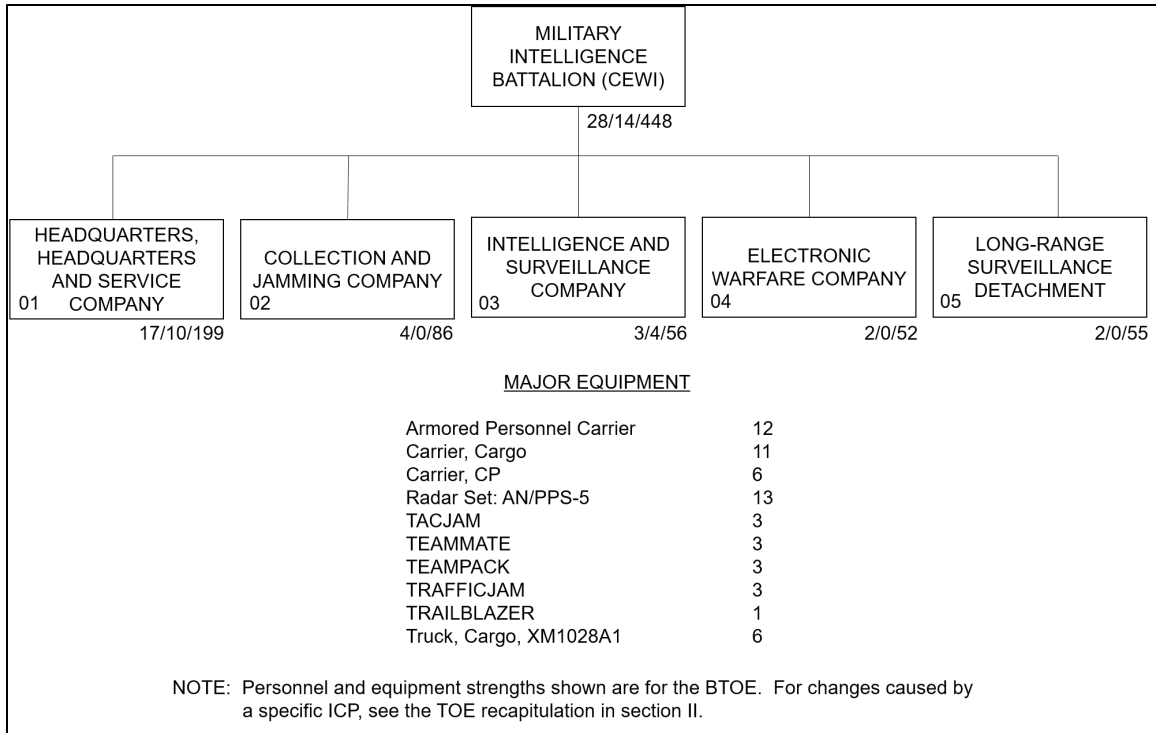 MILITARY
INTELLIGENCE
BATTALION (CEWI)
28/14/448
HEADQUARTERS,
HEADQUARTERS
AND SERVICE
COMPANY
01
17/10/199
COLLECTION AND
JAMMING COMPANY
02
4/0/86
INTELLIGENCE AND
SURVEILLANCE
COMPANY
03
3/4/56
ELECTRONIC
WARFARE COMPANY
04
2/0/52
LONG-RANGE
SURVEILLANCE
DETACHMENT
05
2/0/55
MAJOR EQUIPMENT
Armored Personnel Carrier 12
Carrier, Cargo 11
Carrier, CP 6
Radar Set: AN/PPS-5 13
TACJAM 3
TEAMMATE 3
TEAMPACK 3
TRAFFICJAM 3
TRAILBLAZER 1
Truck, Cargo, XM1028A1 6
NOTE: Personnel and equipment strengths shown are for the BTOE. For changes caused by
a specific ICP, see the TOE recapitulation in section II.